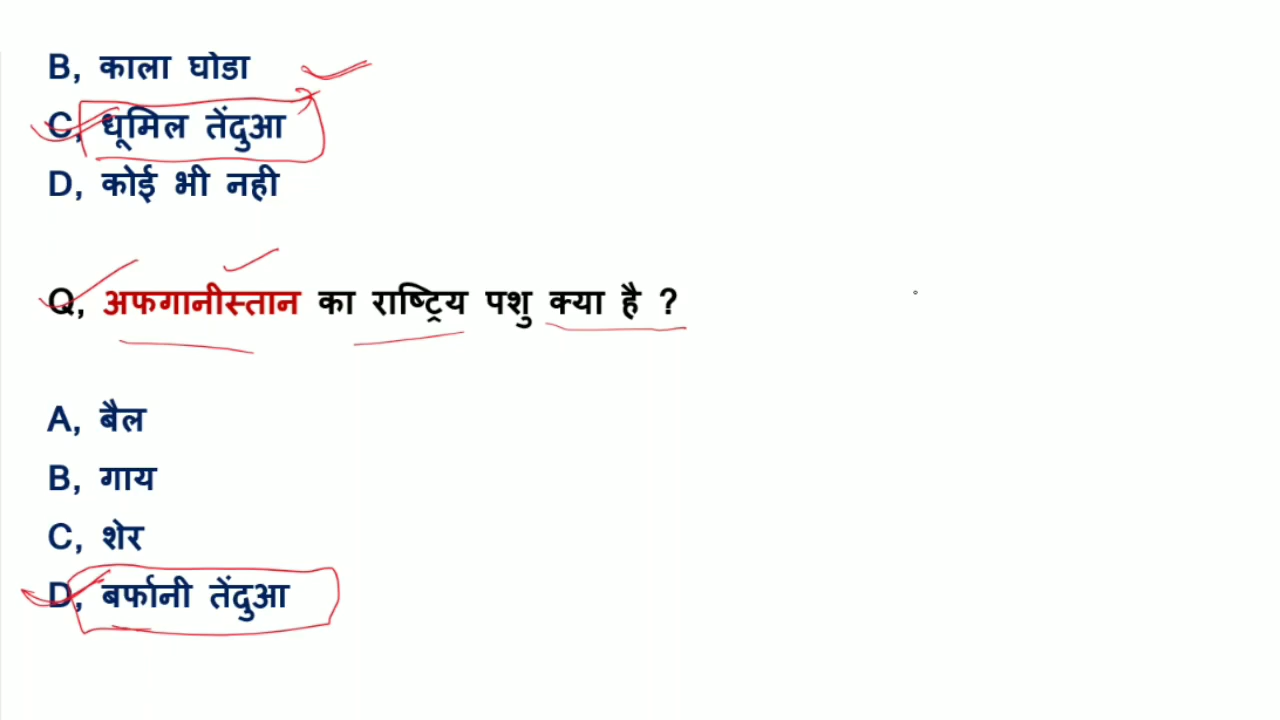 B, काला घोडा
C, धूमिल तेंदुआ
D, कोई भी नही
Q, अफगानीस्तान का राष्ट्रिय पशु क्या है ?
A, बैल
B, गाय
C, शेर
D, बर्फानी तेंदुआ